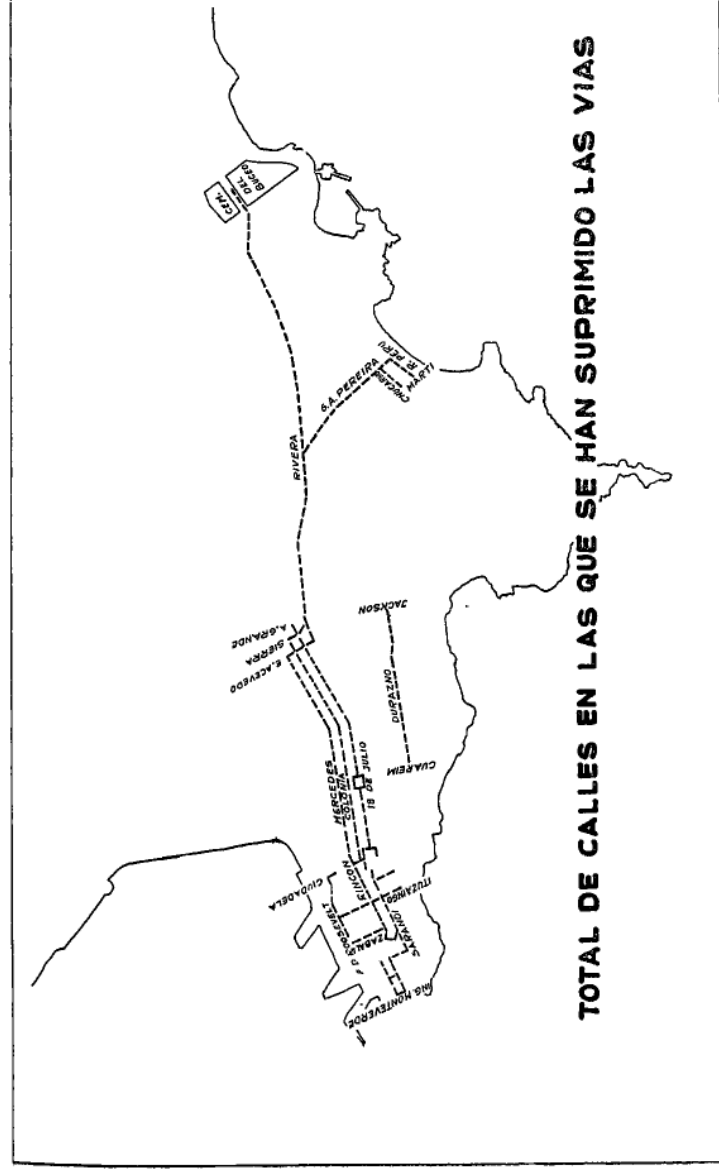 CEM.
DEL
BUCEO
RIVERA
G.A. PEREIRA
R. PERU
CHUCARRO
MARTI
A. GRANDE
SIERRA
E. ACEVEDO
JACKSON
DURAZNO
CUAREIM
MERCEDES
COLONIA
18 DE JULIO
CIUDADELA
RINCON
F. D. ROOSEVELT
ITUZAINGO
ZABALA
SARANDI
ING. MONTEVERDE
TOTAL DE CALLES EN LAS QUE SE HAN SUPRIMIDO LAS VIAS